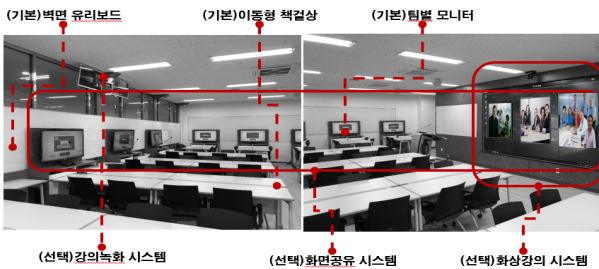 (기본)벽면 유리보드
(기본)이동형 책걸상
(기본)팀별 모니터
(선택)강의녹화 시스템
(선택)화면공유 시스템
(선택)화상강의 시스템